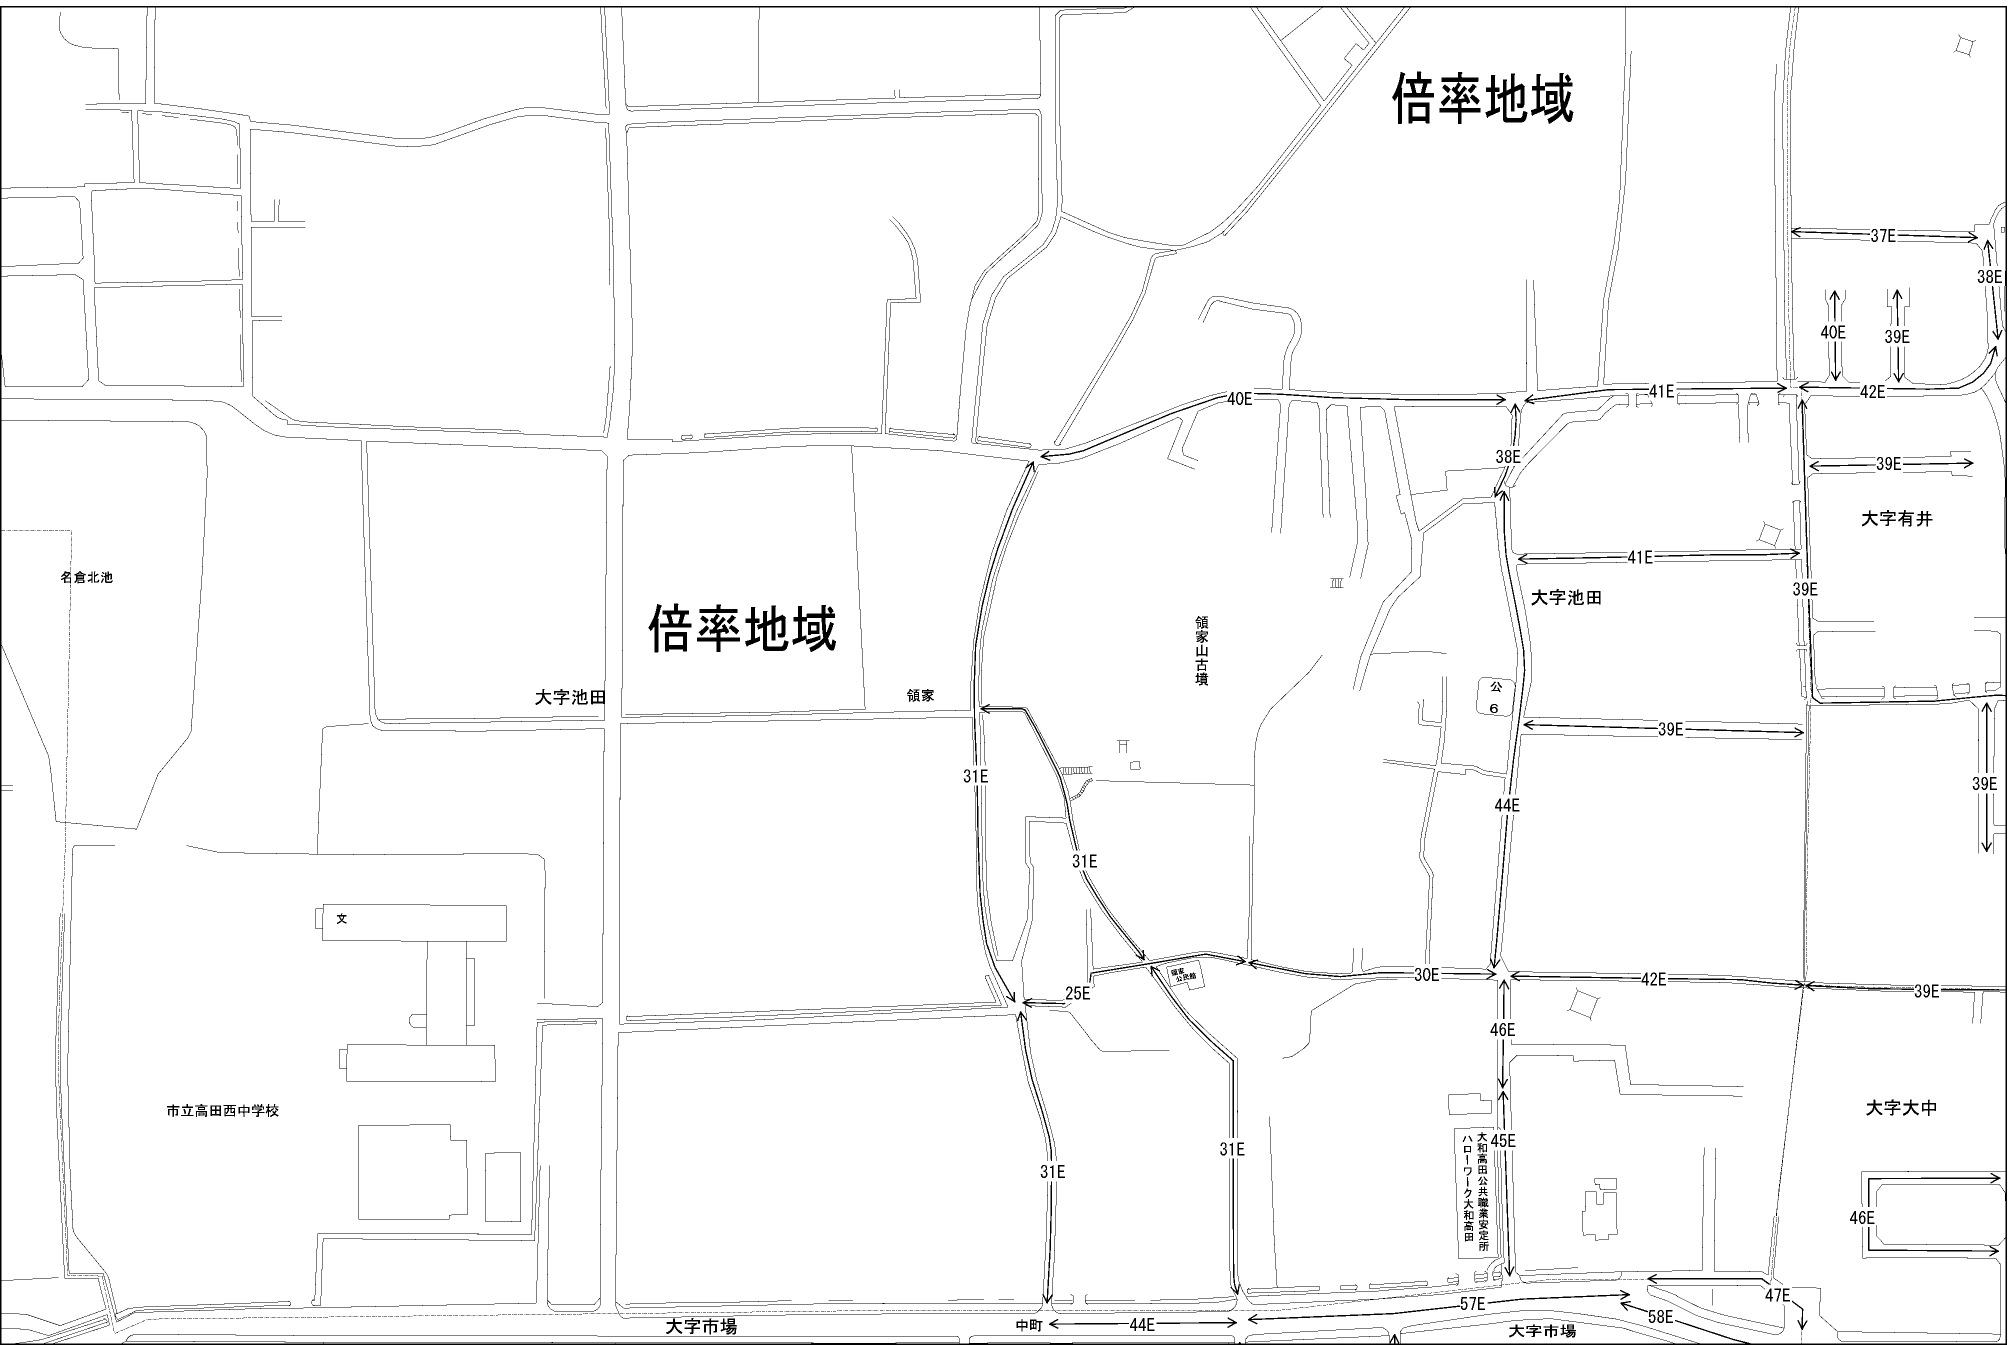 倍率地域
37E
38E
40E
39E
40E
41E
42E
38E
39E
大字有井
41E
名倉北池
大字池田
39E
倍率地域
領家山古墳
大字池田
領家
公
6
39E
31E
39E
44E
31E
文
領家
公民館
30E
42E
25E
39E
46E
市立高田西中学校
大字大中
大和高田公共職業安定所
ハローワーク大和高田
45E
31E
31E
46E
47E
57E
58E
大字市場
中町
44E
大字市場